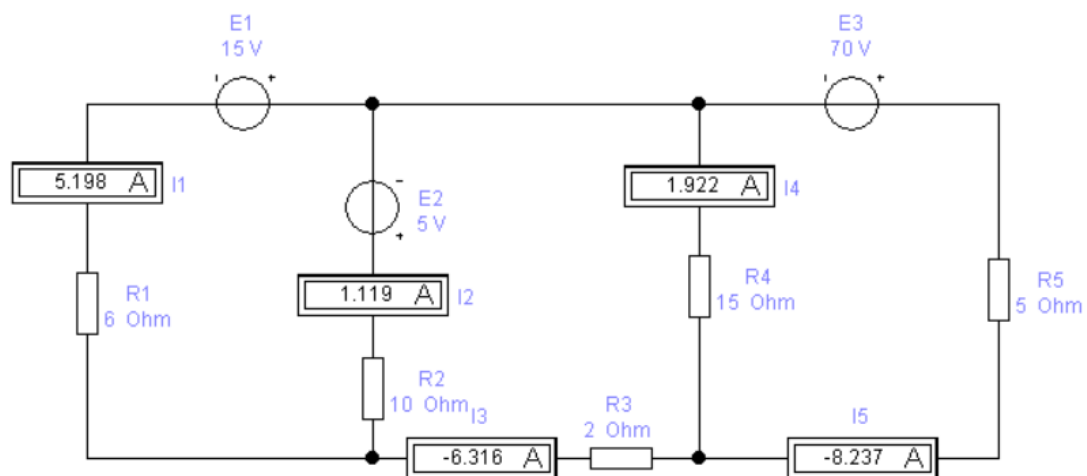 E1
15 V
E3
70 V
5.198 A I1
E2
5 V
1.922 A I4
1.119 A I2
R1
6 Ohm
R4
15 Ohm
R5
5 Ohm
R2
10 Ohm
I3
R3
2 Ohm
I5
-6.316 A
-8.237 A